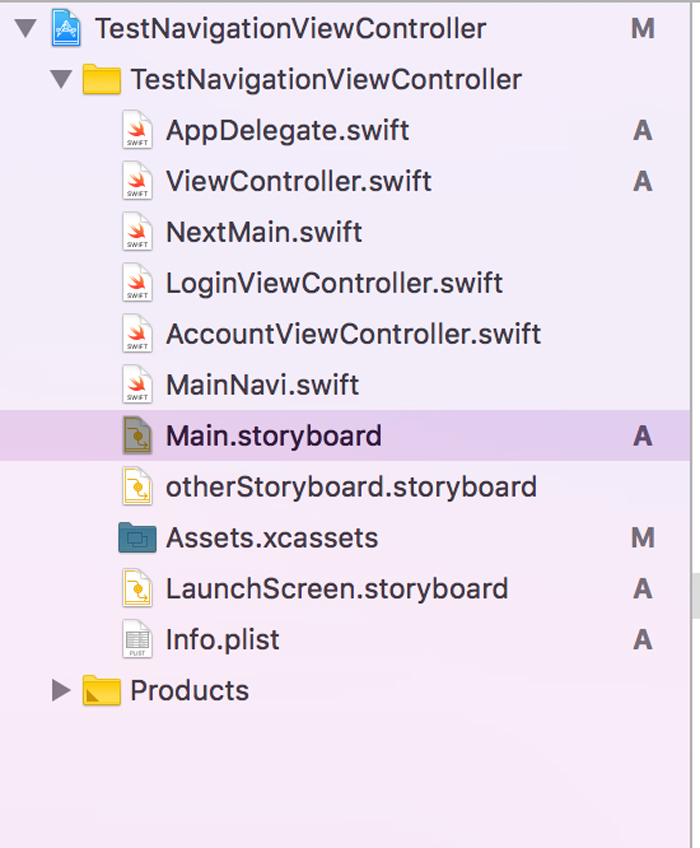 TestNavigationViewController M
TestNavigationViewController
SWIFT AppDelegate.swift A
SWIFT ViewController.swift A
SWIFT NextMain.swift
SWIFT LoginViewController.swift
SWIFT AccountViewController.swift
SWIFT MainNavi.swift
Main.storyboard A
otherStoryboard.storyboard
Assets.xcassets M
LaunchScreen.storyboard A
PLIST Info.plist A
Products